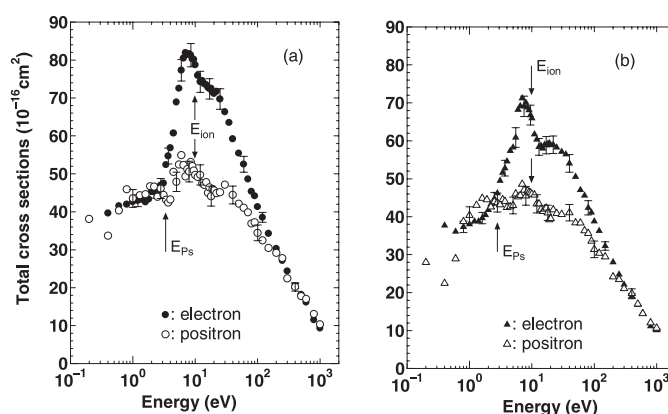 Total cross sections (10⁻¹⁶cm²)
90
80
70
60
50
40
30
20
10
0
(a)
E_ion
E_Ps
●: electron
○: positron
10⁻¹ 10⁰ 10¹ 10² 10³
Energy (eV)
90
80
70
60
50
40
30
20
10
0
(b)
E_ion
E_Ps
▲: electron
△: positron
10⁻¹ 10⁰ 10¹ 10² 10³
Energy (eV)